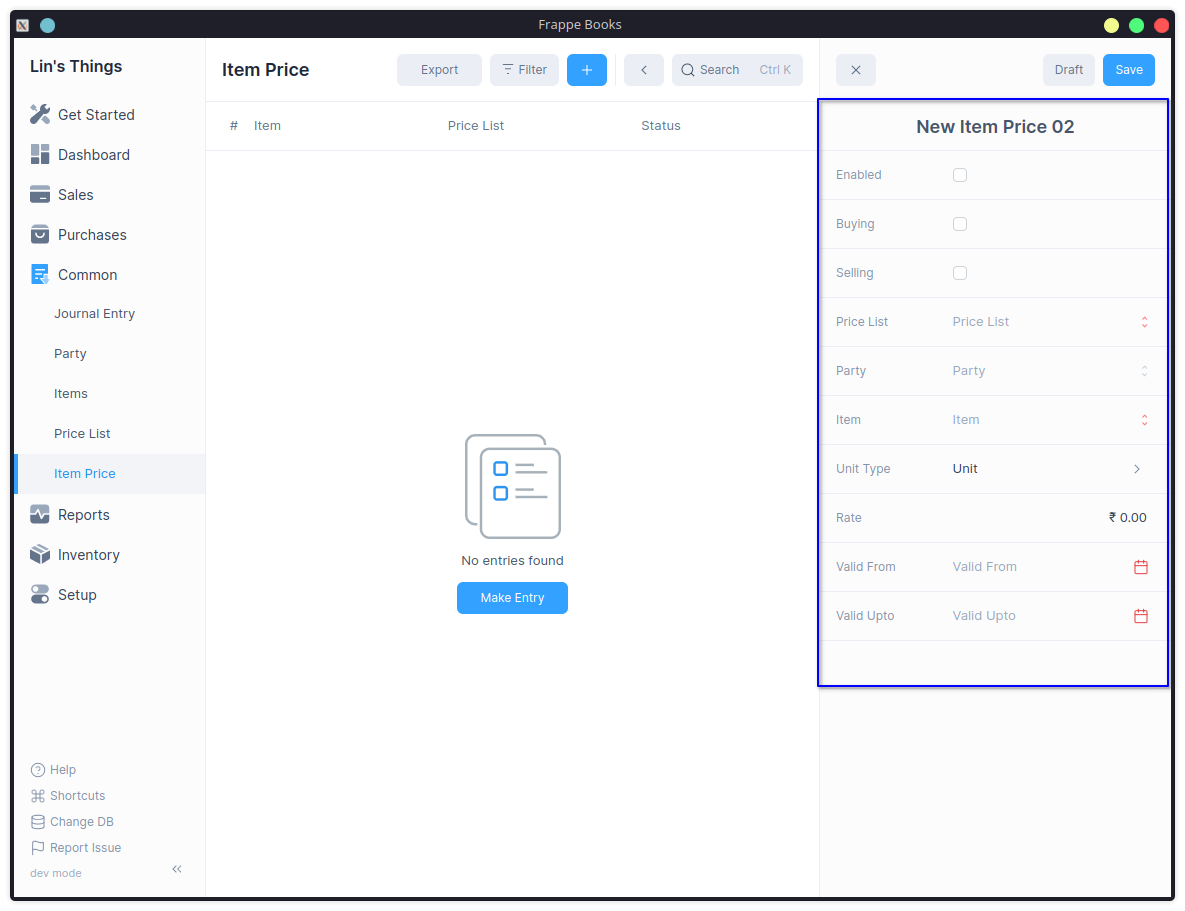 Frappe Books
Lin's Things
Get Started
Dashboard
Sales
Purchases
Common
Journal Entry
Party
Items
Price List
Item Price
Reports
Inventory
Setup
Help
Shortcuts
Change DB
Report Issue
dev mode
Item Price
Export
Filter
Search Ctrl K
# Item Price List Status
No entries found
Make Entry
Draft
Save
New Item Price 02
Enabled
Buying
Selling
Price List Price List
Party Party
Item Item
Unit Type Unit
Rate ₹ 0.00
Valid From Valid From
Valid Upto Valid Upto